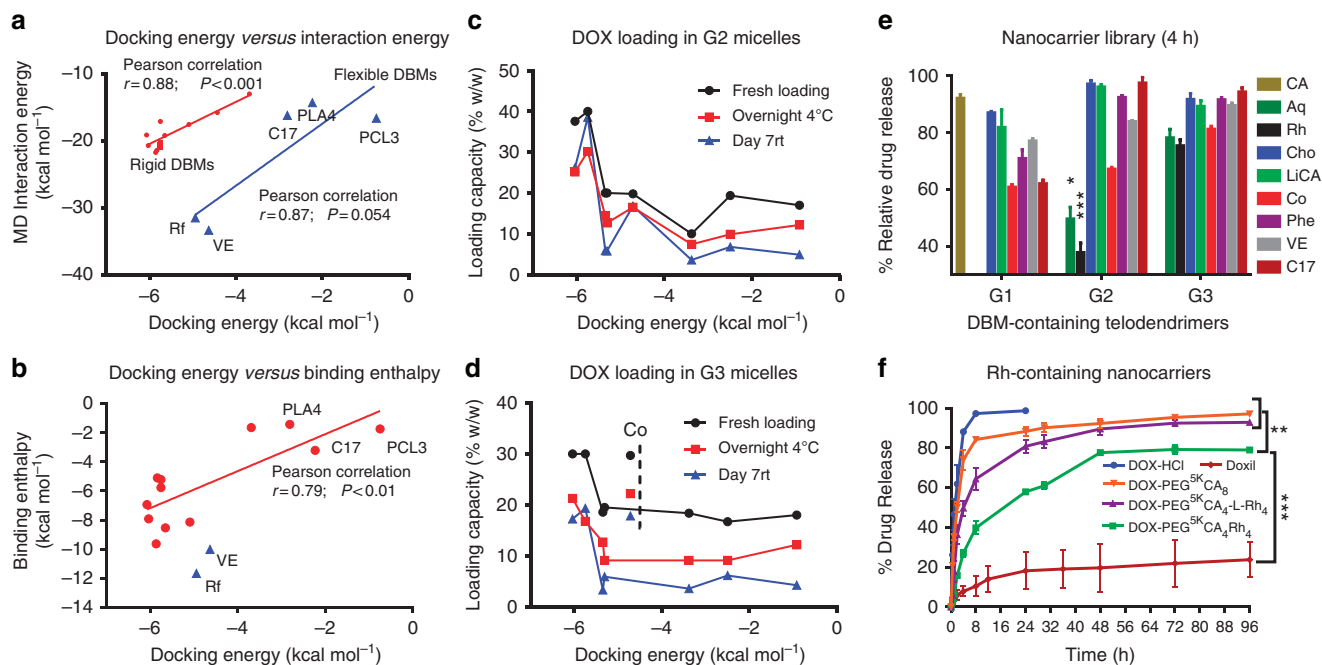 a
Docking energy versus interaction energy
MD Interaction energy
(kcal mol⁻¹)
−10
−20
−30
−40
Pearson correlation
r=0.88; P<0.001
Rigid DBMs
Flexible DBMs
PLA4
C17
PCL3
Pearson correlation
r=0.87; P=0.054
Rf
VE
−6
−4
−2
0
Docking energy (kcal mol⁻¹)
b
Docking energy versus binding enthalpy
Binding enthalpy
(kcal mol⁻¹)
0
−2
−4
−6
−8
−10
−12
−14
PLA4
C17
PCL3
Pearson correlation
r=0.79; P<0.01
VE
Rf
−6
−4
−2
0
Docking energy (kcal mol⁻¹)
c
DOX loading in G2 micelles
Loading capacity (% w/w)
50
40
30
20
10
0
Fresh loading
Overnight 4°C
Day 7rt
−6
−4
−2
0
Docking energy (kcal mol⁻¹)
d
DOX loading in G3 micelles
Loading capacity (% w/w)
40
30
20
10
0
Co
Fresh loading
Overnight 4°C
Day 7rt
−6
−4
−2
0
Docking energy (kcal mol⁻¹)
e
Nanocarrier library (4 h)
% Relative drug release
100
80
60
40
*
***
G1
G2
G3
DBM-containing telodendrimers
CA
Aq
Rh
Cho
LiCA
Co
Phe
VE
C17
f
Rh-containing nanocarriers
% Drug Release
100
80
60
40
20
0
DOX-HCl
Doxil
DOX-PEG⁵ᴷCA₈
DOX-PEG⁵ᴷCA₄-L-Rh₄
DOX-PEG⁵ᴷCA₄Rh₄
**
***
0 8 16 24 32 40 48 56 64 72 80 88 96
Time (h)